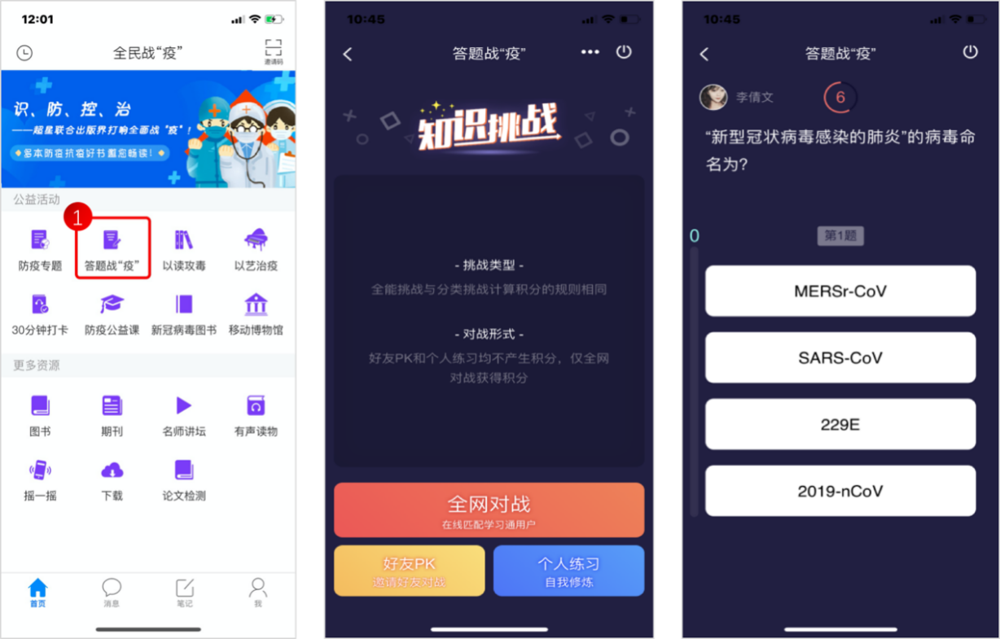 12:01
全民战“疫”
邀请码
识、防、控、治
——超星联合出版界打响全面战“疫”！
多本防疫抗疫好书邀您畅读！
公益活动
1
防疫专题
答题战“疫”
以读攻毒
以艺治疫
30分钟打卡
防疫公益课
新冠病毒图书
移动博物馆
更多资源
图书
期刊
名师讲坛
有声读物
摇一摇
下载
论文检测
首页
消息
笔记
我
10:45
答题战“疫”
知识挑战
- 挑战类型 -
全能挑战与分类挑战计算积分的规则相同
- 对战形式 -
好友PK和个人练习均不产生积分，仅全网
对战获得积分
全网对战
在线匹配学习通用户
好友PK
邀请好友对战
个人练习
自我修炼
10:45
答题战“疫”
李倩文
6
“新型冠状病毒感染的肺炎”的病毒命
名为?
0
第1题
MERSr-CoV
SARS-CoV
229E
2019-nCoV